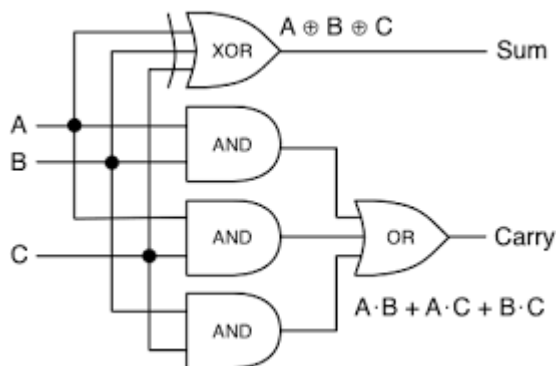 A ⊕ B ⊕ C
XOR
Sum
A
AND
B
AND
OR
Carry
C
A·B + A·C + B·C
AND